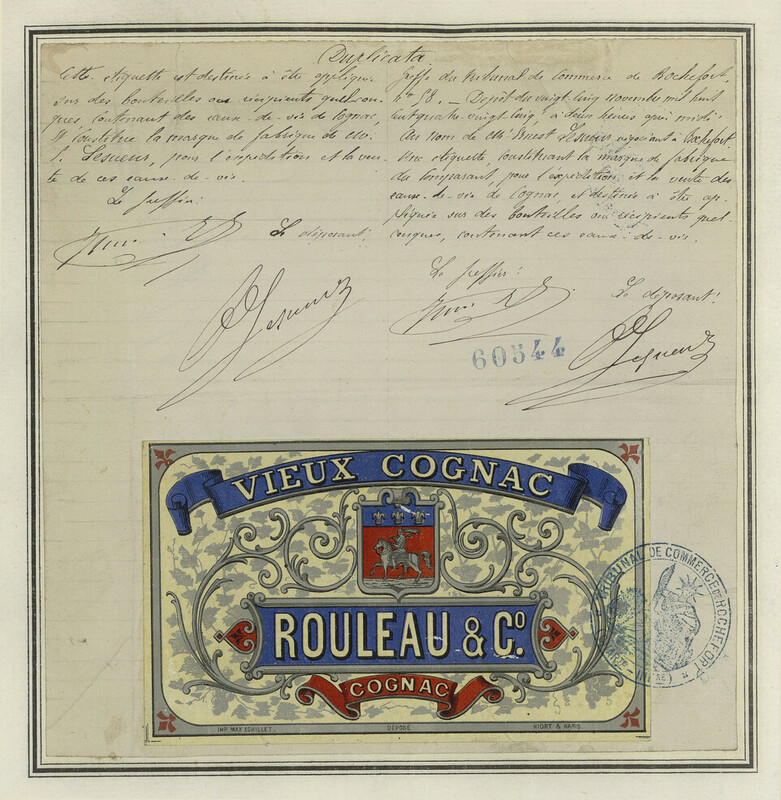 Duplicata.
Cette étiquette est destinée à être appliquée
sur des bouteilles ou récipients quelcon-
ques, contenant des eaux-de-vie de Cognac,
et constitue la marque de fabrique de Mr
E. Lesueur, pour l'expédition et la ven-
te de ces eaux-de-vie.
Le greffier:
Le déposant,
Lesueur
Greffe du Tribunal de Commerce de Rochefort,
No 58. — Dépôt du vingt-cinq novembre mil huit
cent quatre vingt-cinq à deux heures après midi.
Au nom de Mr Ernest Lesueur négociant à Rochefort
une étiquette, constituant la marque de fabrique
du comparant, pour l'expédition et la vente des
eaux-de-vie de Cognac, et destinée à être ap-
pliquée sur des bouteilles ou récipients quel-
conques, contenant ces eaux-de-vie.
Le greffier:
Le déposant:
Lesueur
60544
VIEUX COGNAC
ROULEAU & Co.
COGNAC
IMP. MAX ECHILLET.
DÉPOSÉ
NIORT & PARIS.
TRIBUNAL DE COMMERCE DE ROCHEFORT